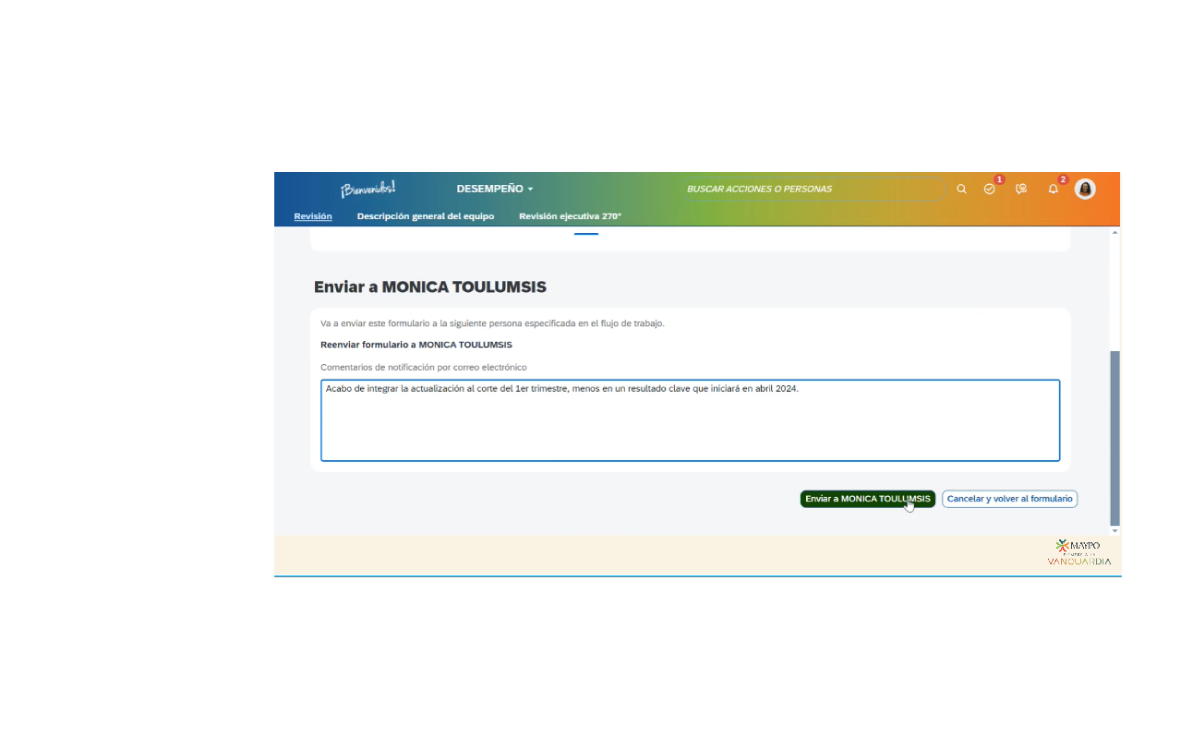 ¡Bienvenidos!
DESEMPEÑO
BUSCAR ACCIONES O PERSONAS
1
2
Revisión
Descripción general del equipo
Revisión ejecutiva 270°
Enviar a MONICA TOULUMSIS
Va a enviar este formulario a la siguiente persona especificada en el flujo de trabajo.
Reenviar formulario a MONICA TOULUMSIS
Comentarios de notificación por correo electrónico
Acabo de integrar la actualización al corte del 1er trimestre, menos en un resultado clave que iniciará en abril 2024.
Enviar a MONICA TOULUMSIS
Cancelar y volver al formulario
MAYPO
VANGUARDIA